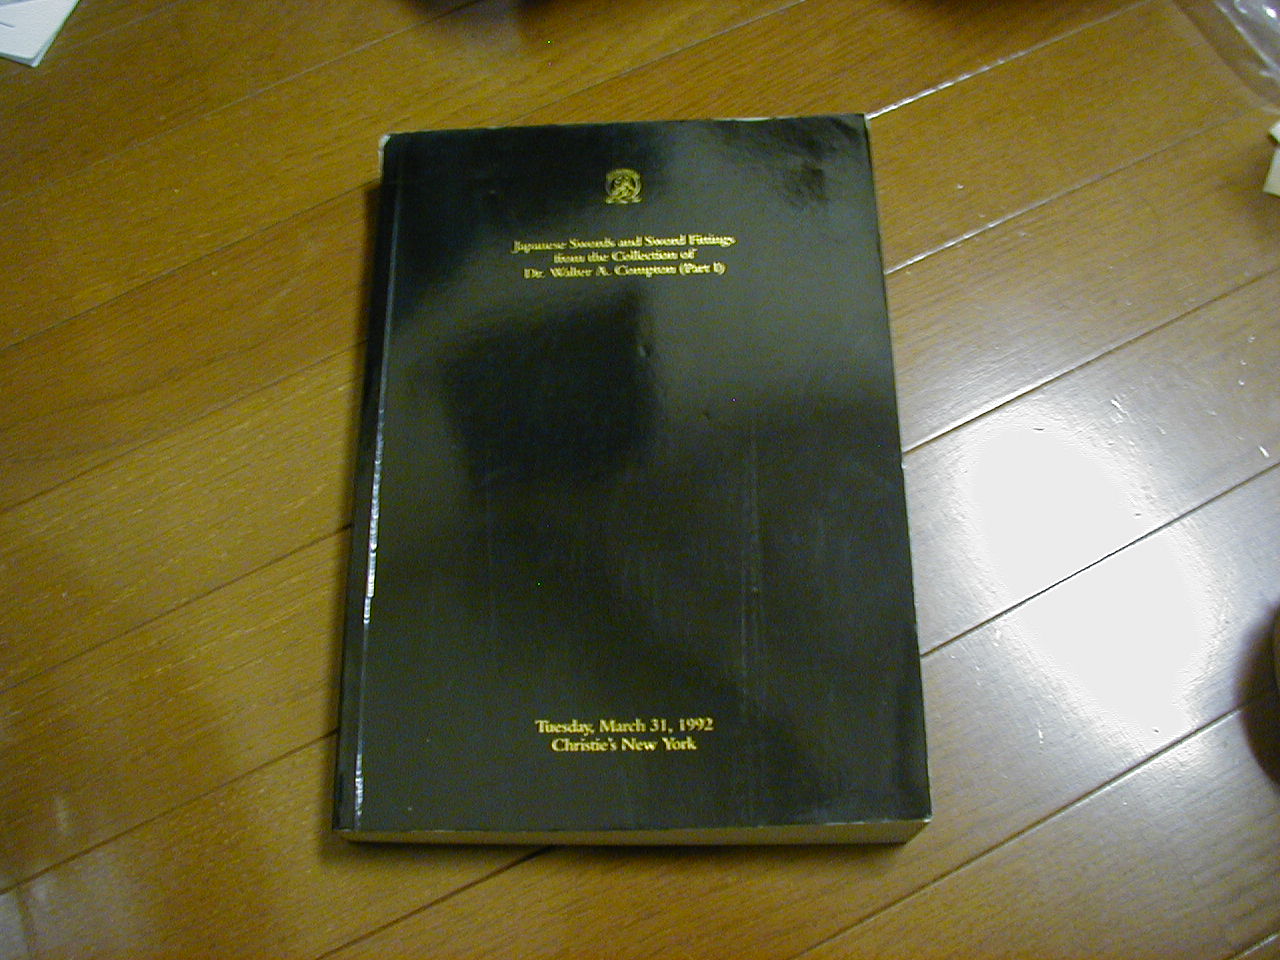 Japanese Swords and Sword Fittings
from the Collection of
Dr. Walter A. Compton (Part I)
Tuesday, March 31, 1992
Christie's New York